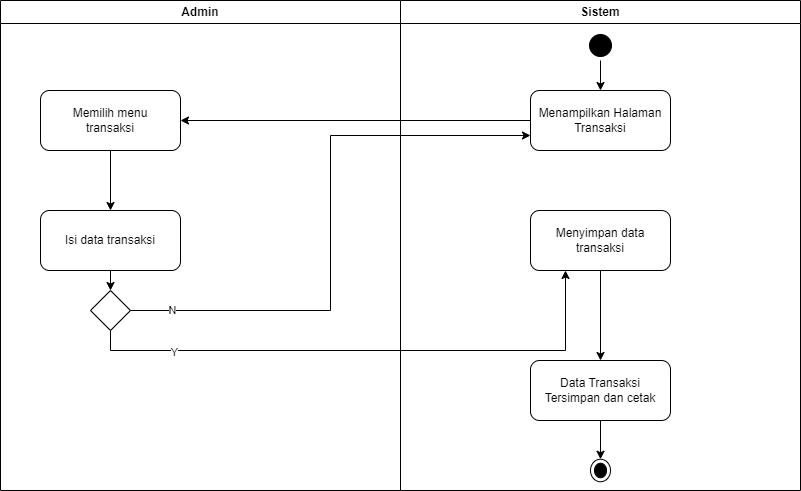 Admin
Sistem
Menampilkan Halaman
Transaksi
Memilih menu
transaksi
Isi data transaksi
N
Y
Menyimpan data
transaksi
Data Transaksi
Tersimpan dan cetak